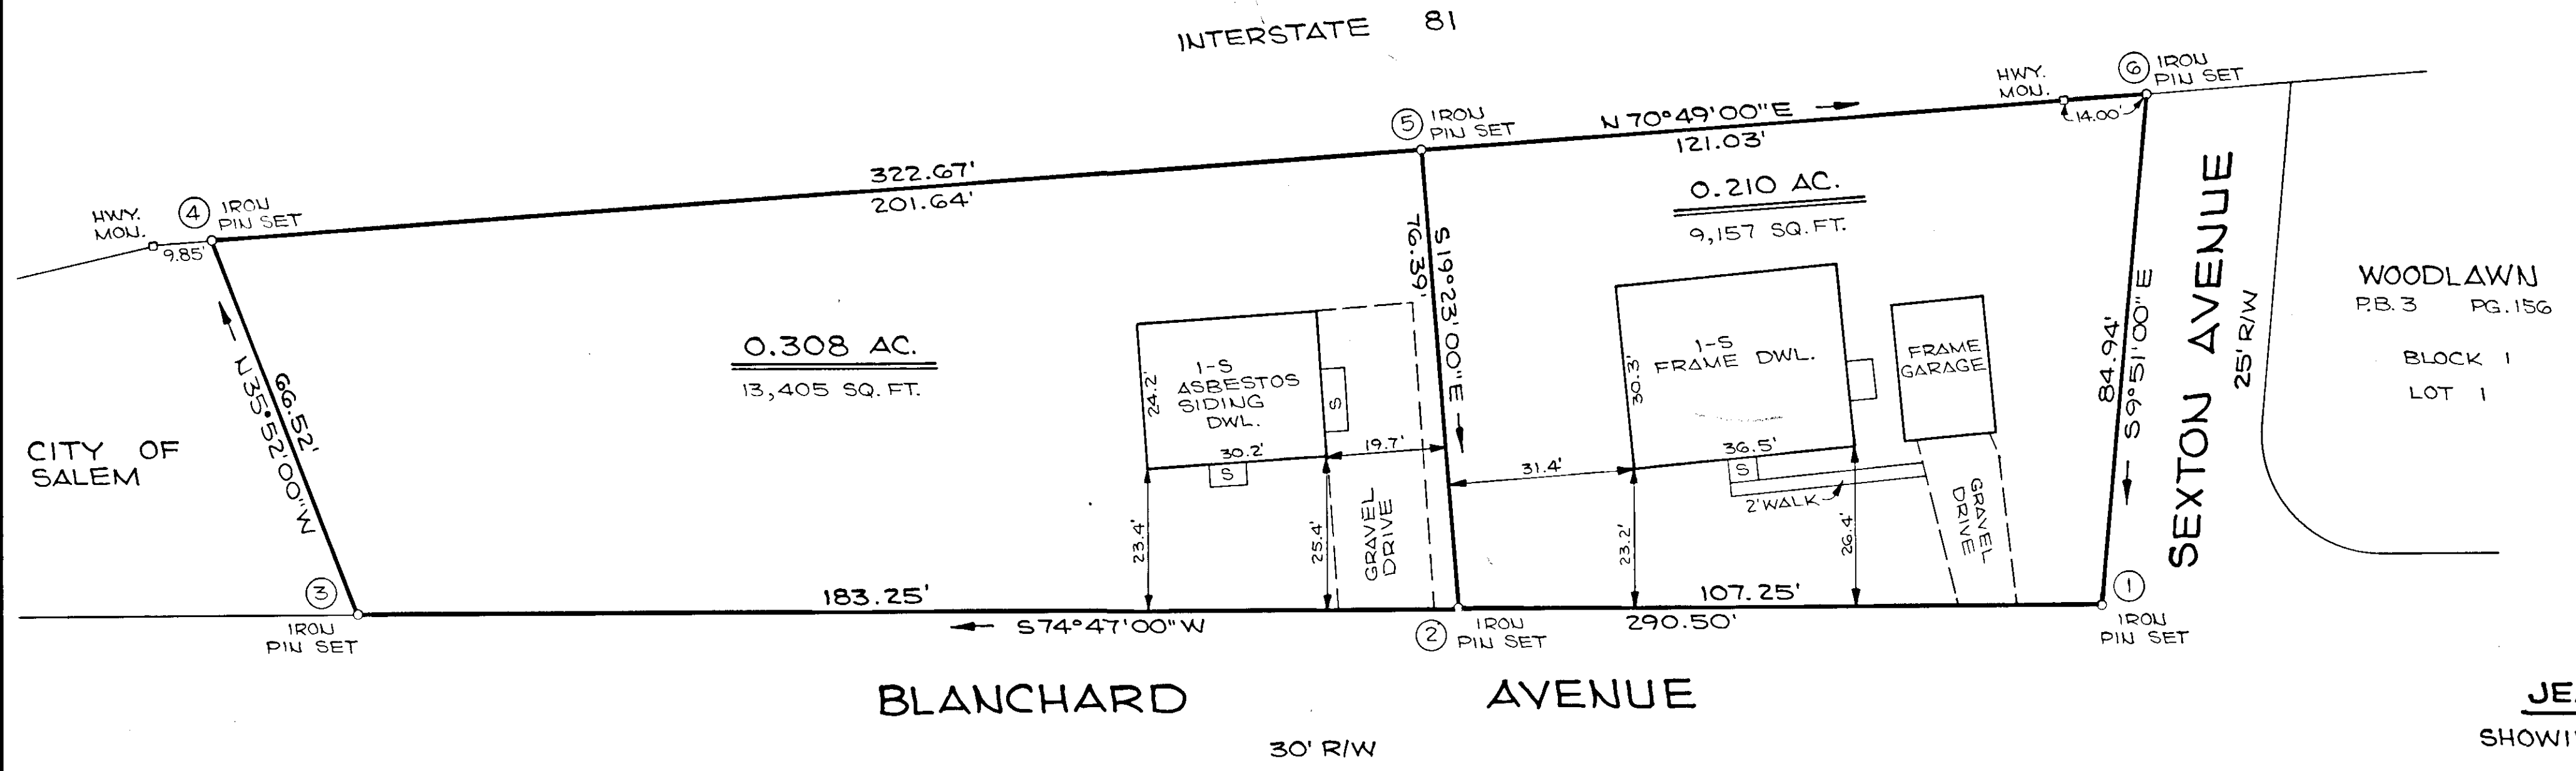 INTERSTATE 81
HWY.
MON.
6
IRON
PIN SET
14.00'
5
IRON
PIN SET
N 70°49'00"E
121.03'
322.67'
201.64'
HWY.
MON.
4
IRON
PIN SET
9.85'
0.210 AC.
9,157 SQ.FT.
S19°23'00"E
76.39'
0.308 AC.
13,405 SQ. FT.
1-S
ASBESTOS
SIDING
DWL.
24.2'
30.2'
S
S
19.7'
23.4'
25.4'
GRAVEL
DRIVE
1-S
FRAME DWL.
30.3'
36.5'
S
31.4'
2'WALK
23.2'
26.4'
FRAME
GARAGE
GRAVEL
DRIVE
84.94'
S9°51'00"E
SEXTON AVENUE
25' R/W
WOODLAWN
P.B. 3 PG. 156
BLOCK 1
LOT 1
CITY OF
SALEM
66.52'
N35°52'00"W
3
IRON
PIN SET
183.25'
S74°47'00"W
2
IRON
PIN SET
107.25'
290.50'
1
IRON
PIN SET
BLANCHARD AVENUE
30' R/W
JEA
SHOWI